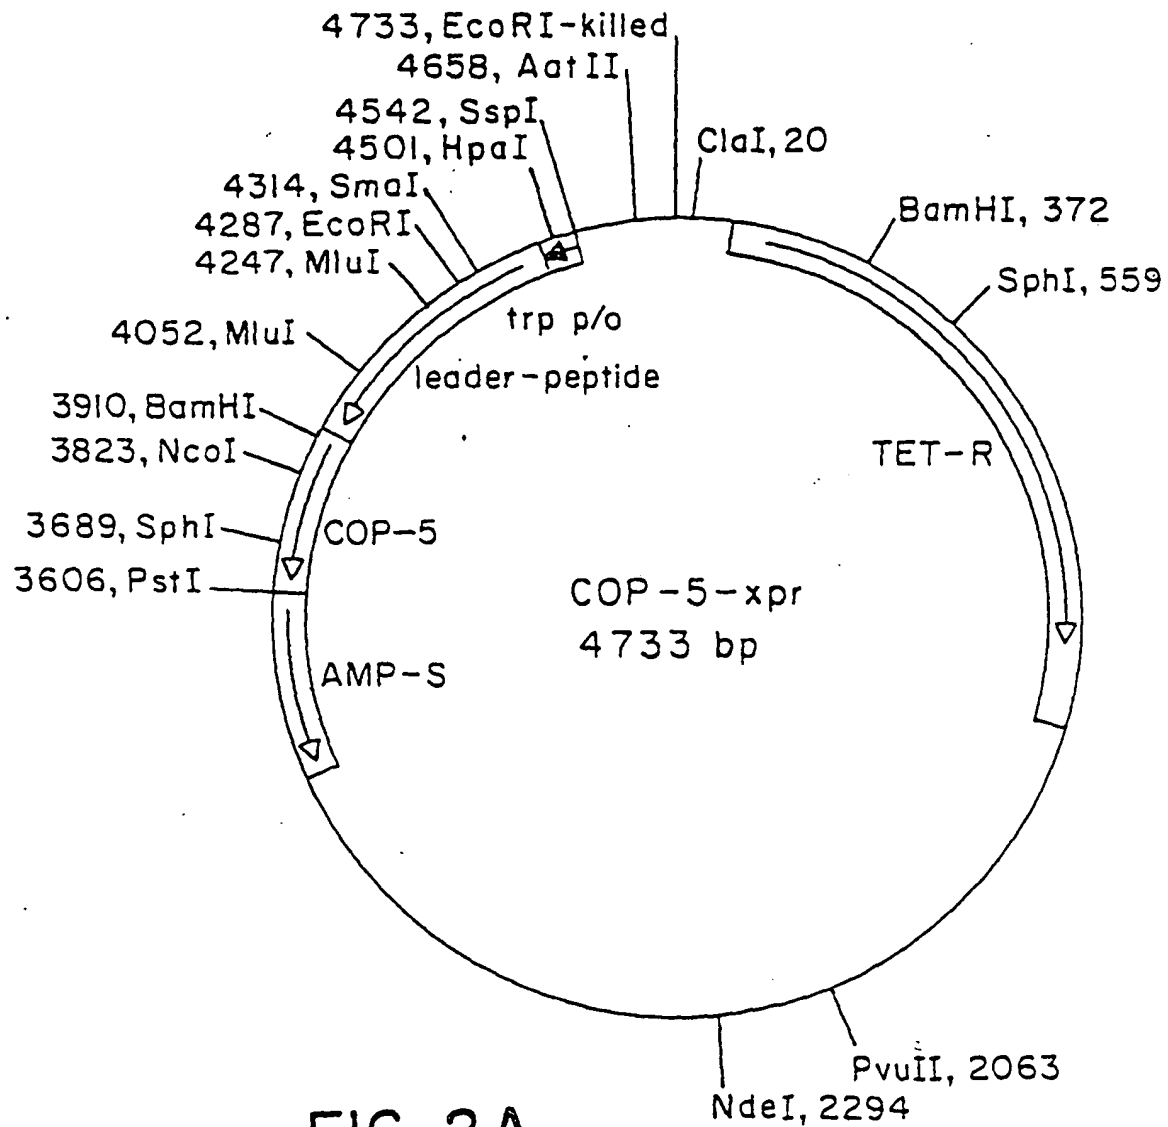 4733, EcoRI-killed
4658, AatII
4542, SspI
4501, HpaI
4314, SmaI
4287, EcoRI
4247, MluI
4052, MluI
3910, BamHI
3823, NcoI
3689, SphI
3606, PstI
ClaI, 20
BamHI, 372
SphI, 559
trp p/o
leader-peptide
TET-R
COP-5
COP-5-xpr
4733 bp
AMP-S
PvuII, 2063
NdeI, 2294
FIG. 2A